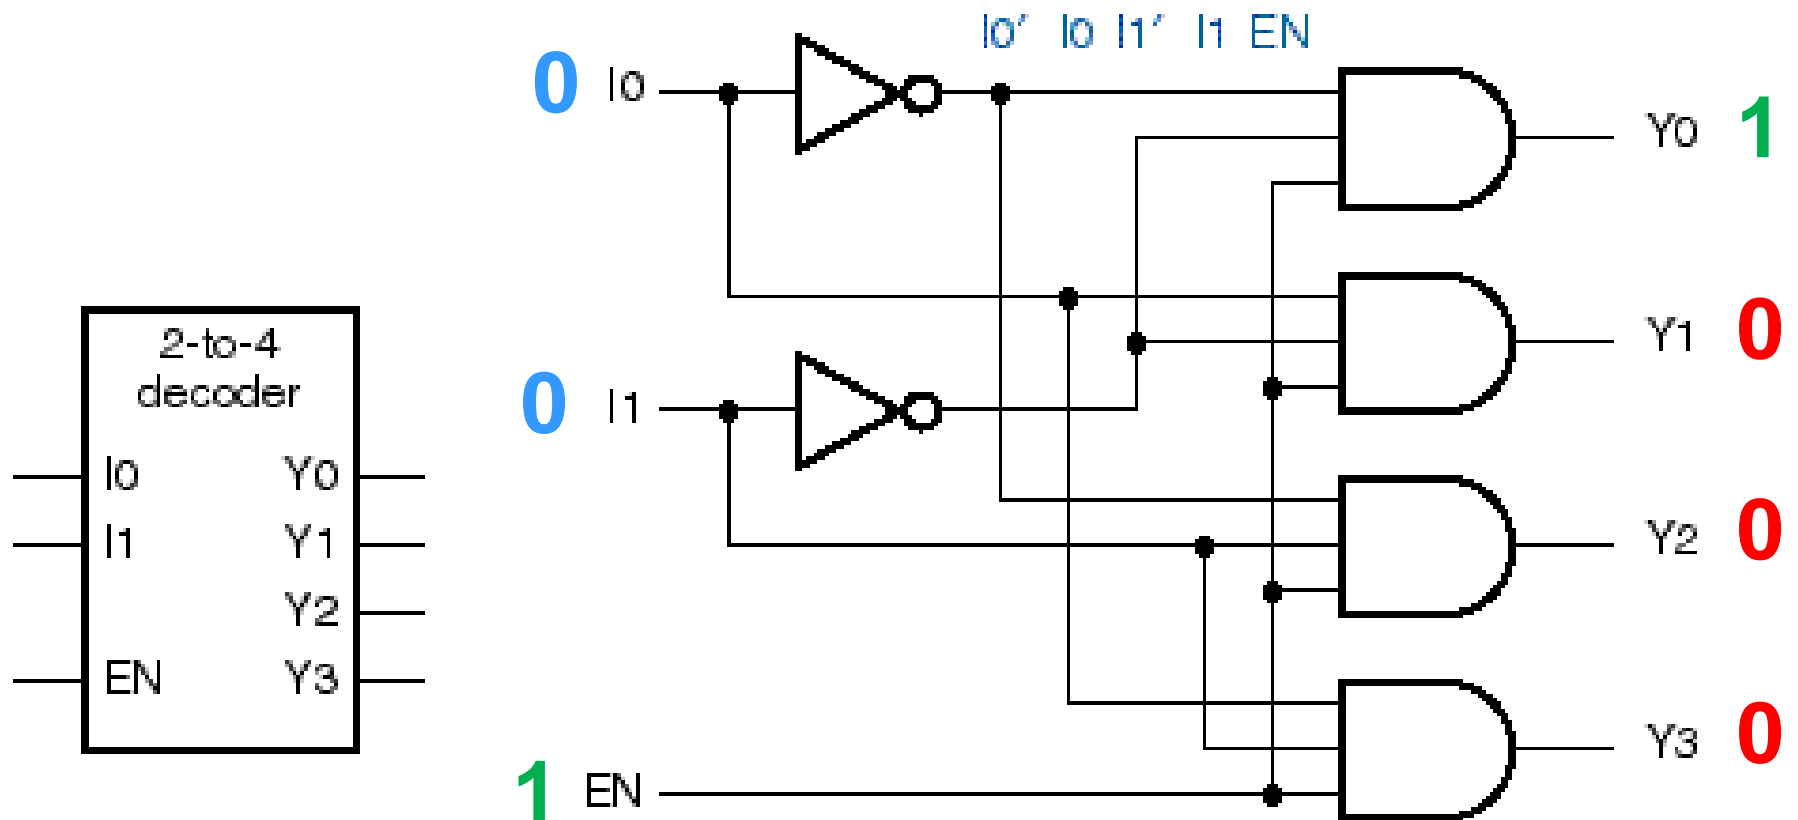 I0′ I0 I1′ I1 EN
0 I0
Y0 1
2-to-4
decoder
I0 Y0
I1 Y1
Y2
EN Y3
Y1 0
0 I1
Y2 0
Y3 0
1 EN